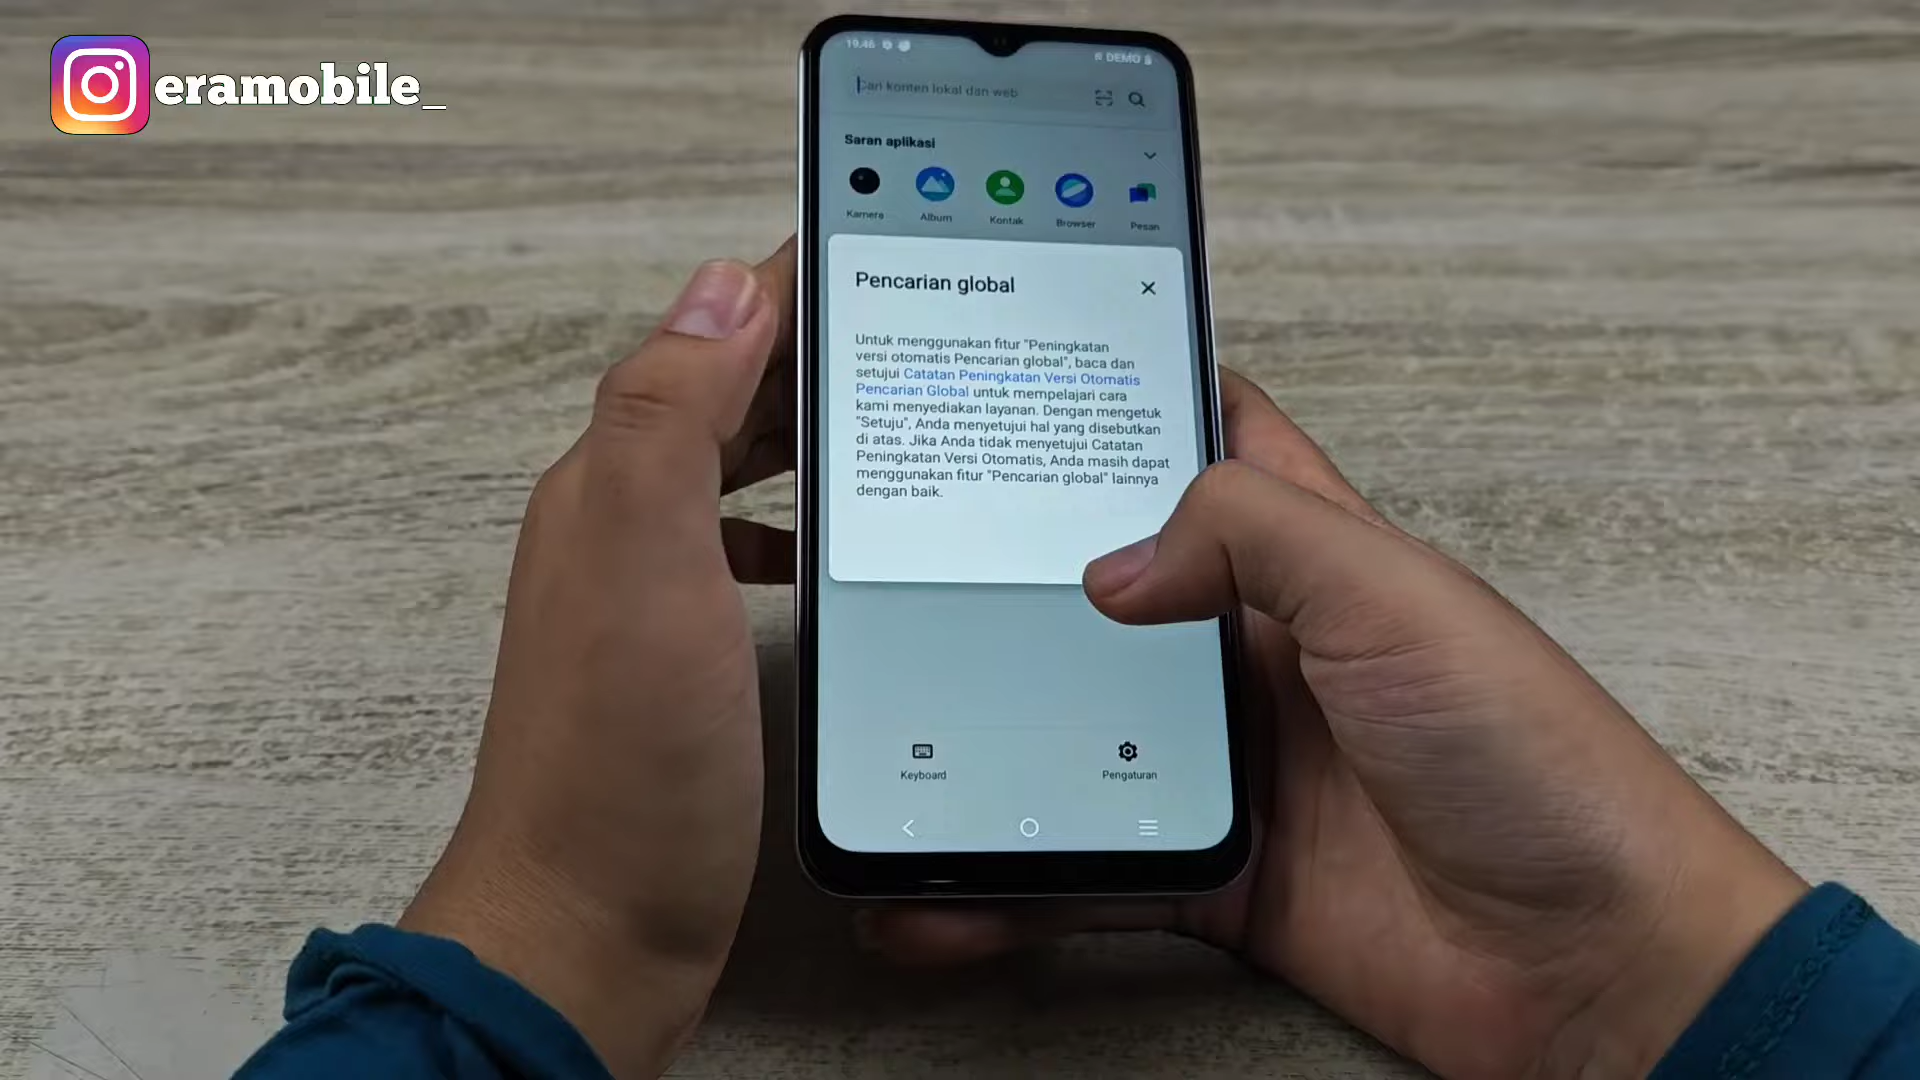 eramobile_
19.46
DEMO
Cari konten lokal dan web
Saran aplikasi
Kamera
Album
Kontak
Browser
Pesan
Pencarian global
Untuk menggunakan fitur "Peningkatan
versi otomatis Pencarian global", baca dan
setujui Catatan Peningkatan Versi Otomatis
Pencarian Global untuk mempelajari cara
kami menyediakan layanan. Dengan mengetuk
"Setuju", Anda menyetujui hal yang disebutkan
di atas. Jika Anda tidak menyetujui Catatan
Peningkatan Versi Otomatis, Anda masih dapat
menggunakan fitur "Pencarian global" lainnya
dengan baik.
Keyboard
Pengaturan